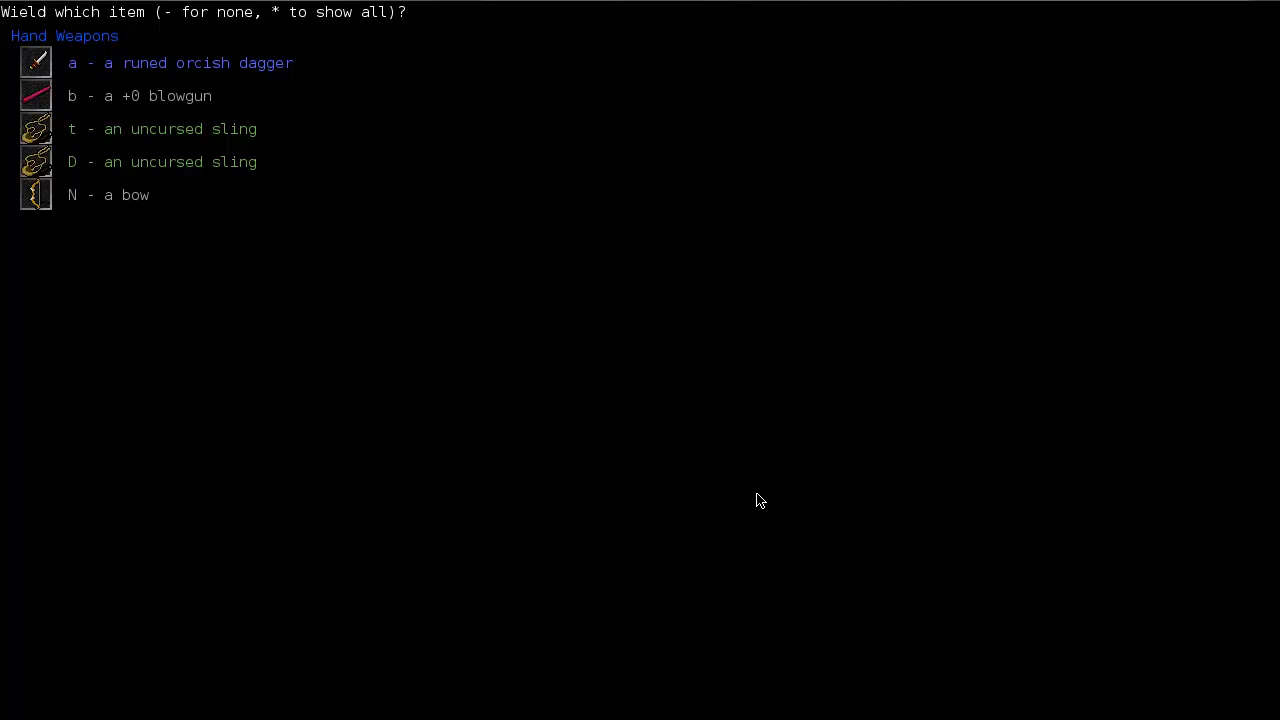 Wield which item (- for none, * to show all)?
Hand Weapons
a - a runed orcish dagger
b - a +0 blowgun
t - an uncursed sling
D - an uncursed sling
N - a bow